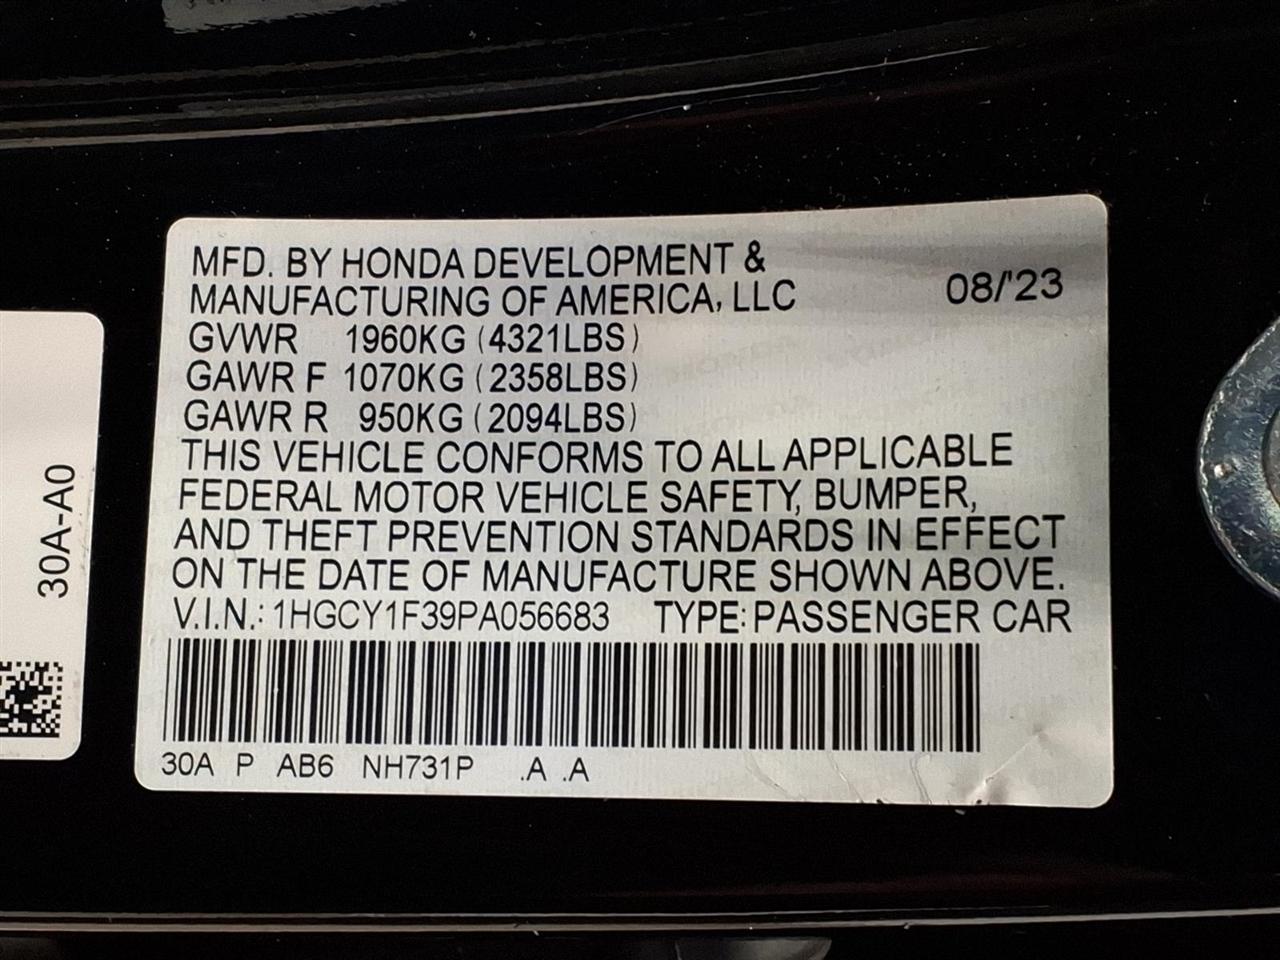 MFD. BY HONDA DEVELOPMENT &
MANUFACTURING OF AMERICA, LLC
08/'23
GVWR 1960KG (4321LBS)
GAWR F 1070KG (2358LBS)
GAWR R 950KG (2094LBS)
THIS VEHICLE CONFORMS TO ALL APPLICABLE
FEDERAL MOTOR VEHICLE SAFETY, BUMPER,
AND THEFT PREVENTION STANDARDS IN EFFECT
ON THE DATE OF MANUFACTURE SHOWN ABOVE.
V.I.N.: 1HGCY1F39PA056683 TYPE: PASSENGER CAR
30A P AB6 NH731P .A .A
30A-A0